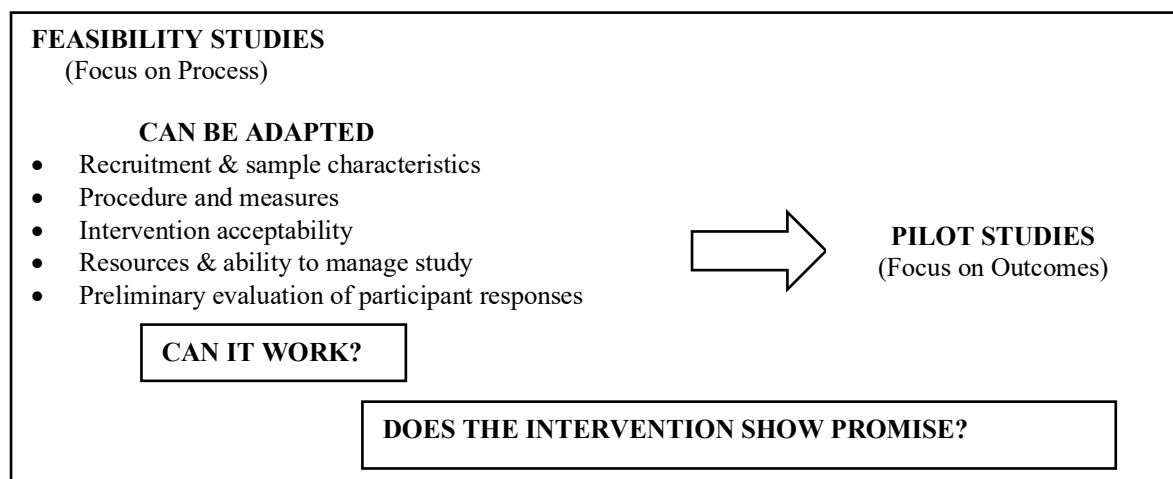 FEASIBILITY STUDIES
(Focus on Process)
CAN BE ADAPTED
• Recruitment & sample characteristics
• Procedure and measures
• Intervention acceptability
• Resources & ability to manage study
• Preliminary evaluation of participant responses
PILOT STUDIES
(Focus on Outcomes)
CAN IT WORK?
DOES THE INTERVENTION SHOW PROMISE?